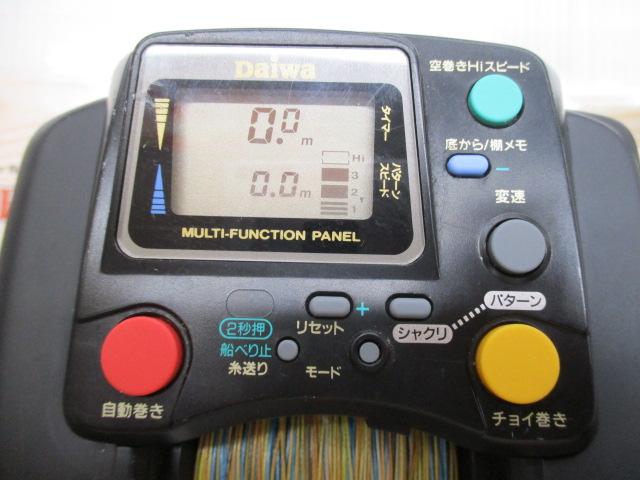 Daiwa
空巻きHiスピード
0.0m
タイマー
底から/棚メモ
−
Hi
3
2
1
0.0m
パターン
スピード
変速
MULTI-FUNCTION PANEL
パターン
+
2秒押
リセット
シャクリ
船べり止
糸送り
モード
自動巻き
チョイ巻き